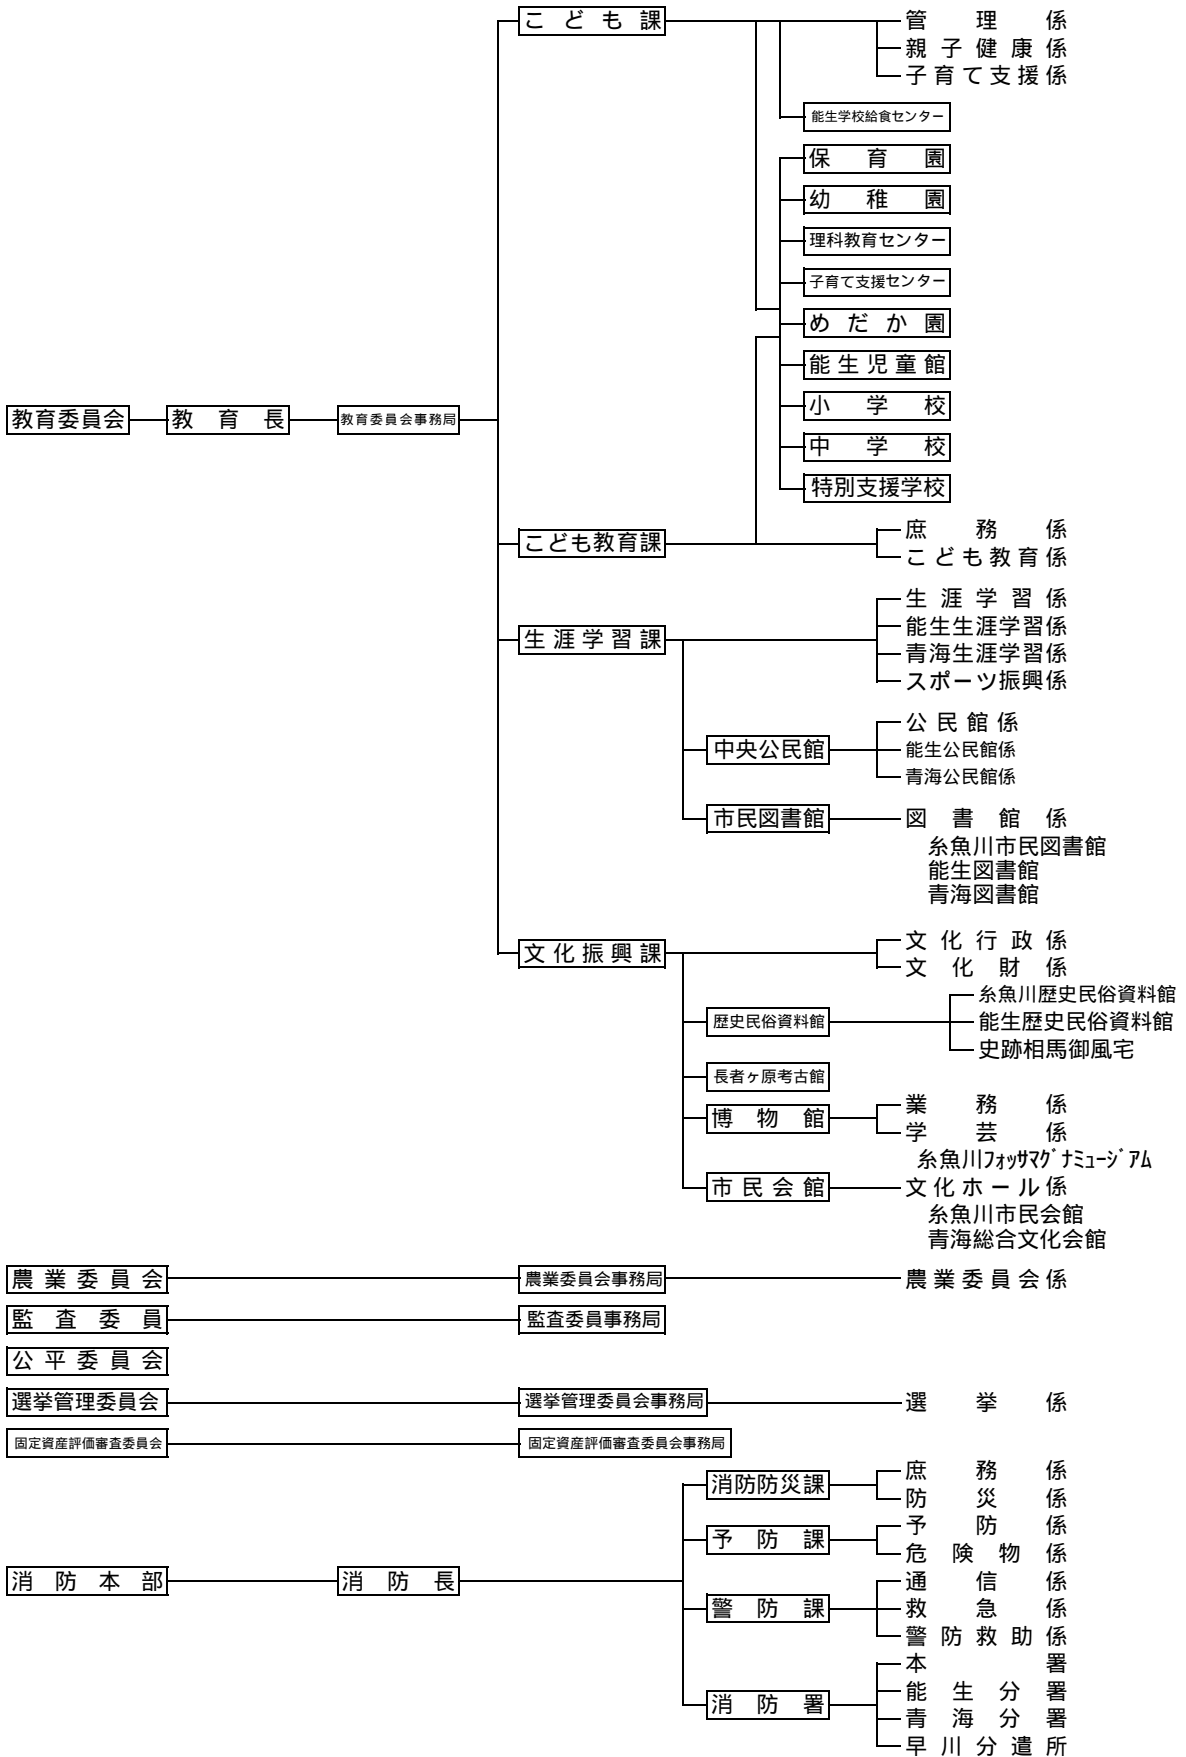 こども課
管理係
親子健康係
子育て支援係
能生学校給食センター
保育園
幼稚園
理科教育センター
子育て支援センター
めだか園
能生児童館
小学校
教育委員会 教育長 教育委員会事務局
中学校
特別支援学校
庶務係
こども教育課
こども教育係
生涯学習係
能生生涯学習係
生涯学習課
青海生涯学習係
スポーツ振興係
公民館係
中央公民館 能生公民館係
青海公民館係
市民図書館 図書館係
糸魚川市民図書館
能生図書館
青海図書館
文化行政係
文化振興課
文化財係
糸魚川歴史民俗資料館
歴史民俗資料館 能生歴史民俗資料館
史跡相馬御風宅
長者ヶ原考古館
業務係
博物館
学芸係
糸魚川フォッサマグナミュージアム
市民会館 文化ホール係
糸魚川市民会館
青海総合文化会館
農業委員会 農業委員会事務局 農業委員会係
監査委員 監査委員事務局
公平委員会
選挙管理委員会 選挙管理委員会事務局 選挙係
固定資産評価審査委員会 固定資産評価審査委員会事務局
庶務係
消防防災課
防災係
予防係
予防課
危険物係
消防本部 消防長
通信係
警防課 救急係
警防救助係
本署
能生分署
消防署
青海分署
早川分遣所